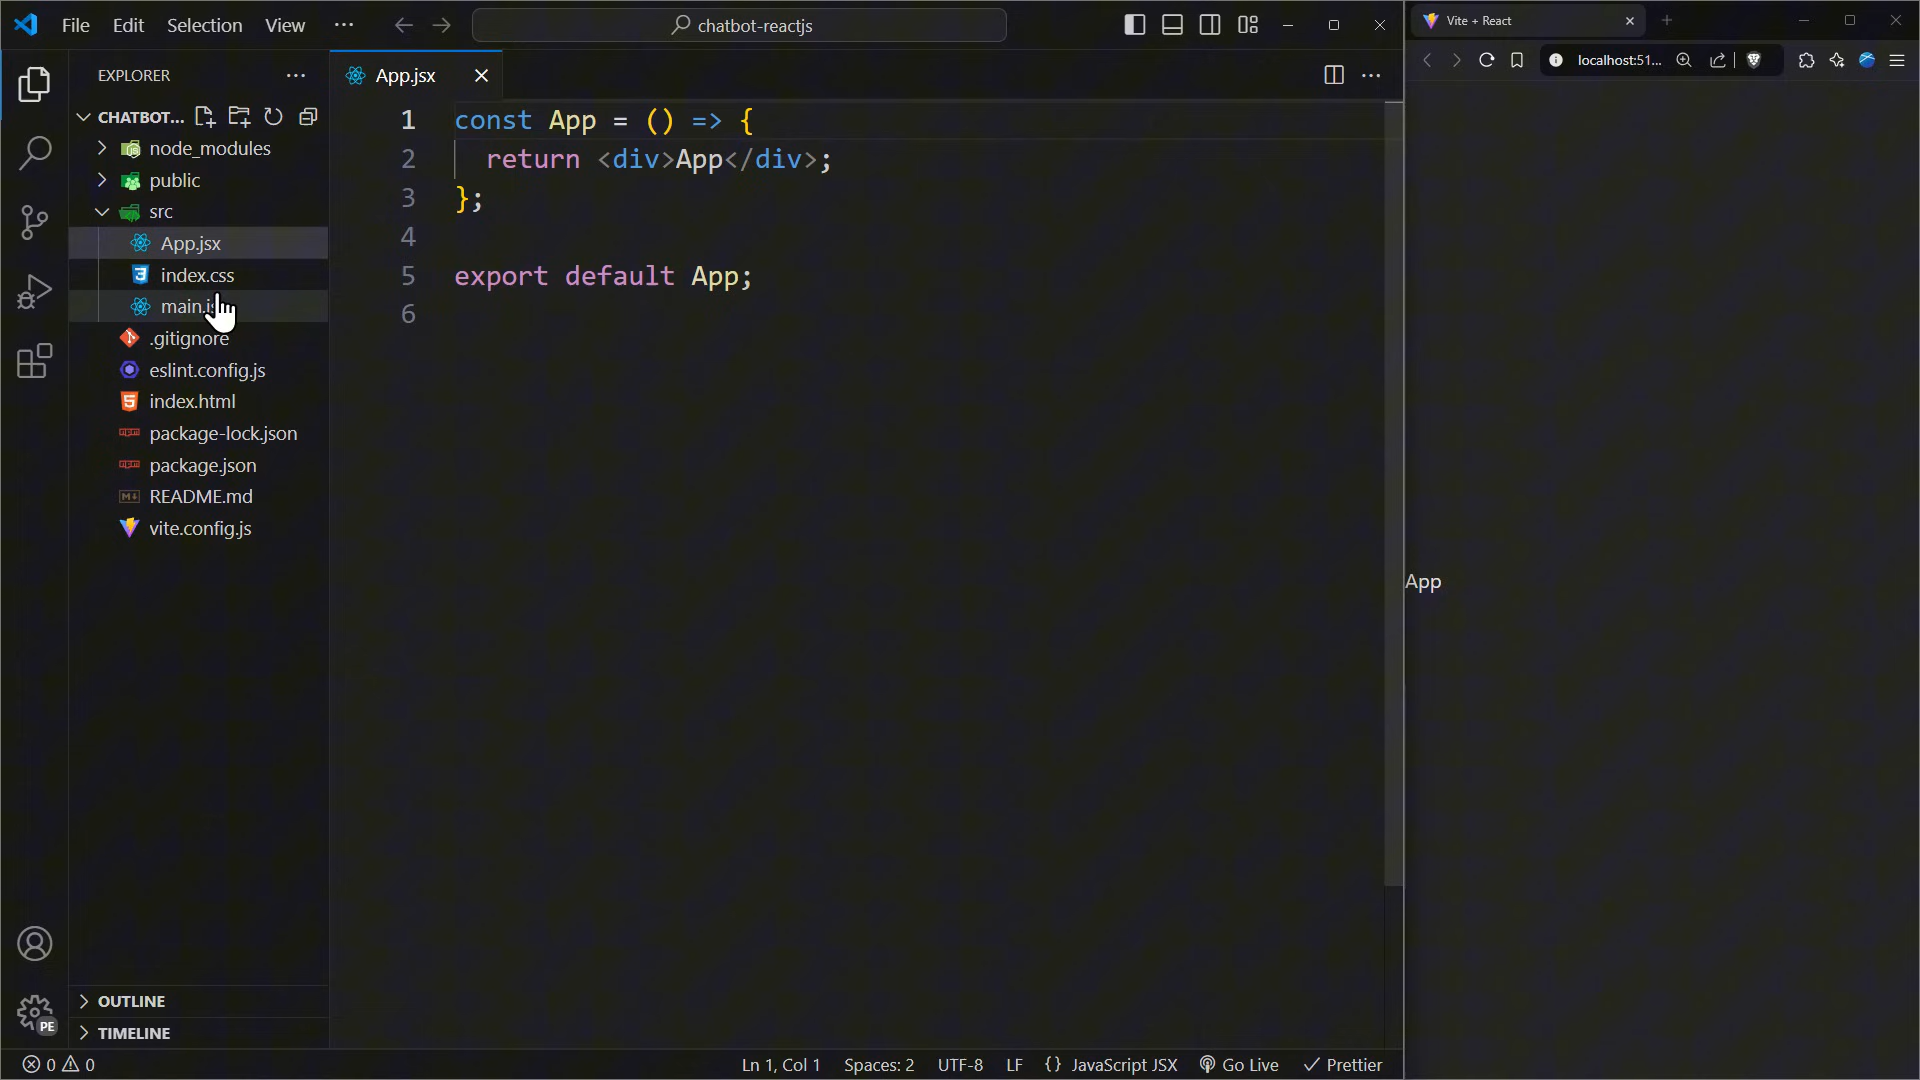 File Edit Selection View ···
chatbot-reactjs
EXPLORER
CHATBOT...
node_modules
public
src
App.jsx
index.css
main.js
.gitignore
eslint.config.js
index.html
package-lock.json
package.json
README.md
vite.config.js
OUTLINE
TIMELINE
PE
App.jsx
1 const App = () => {
2 return <div>App</div>;
3 };
4
5 export default App;
6
0 0
Ln 1, Col 1 Spaces: 2 UTF-8 LF {} JavaScript JSX Go Live Prettier
Vite + React
localhost:51...
App